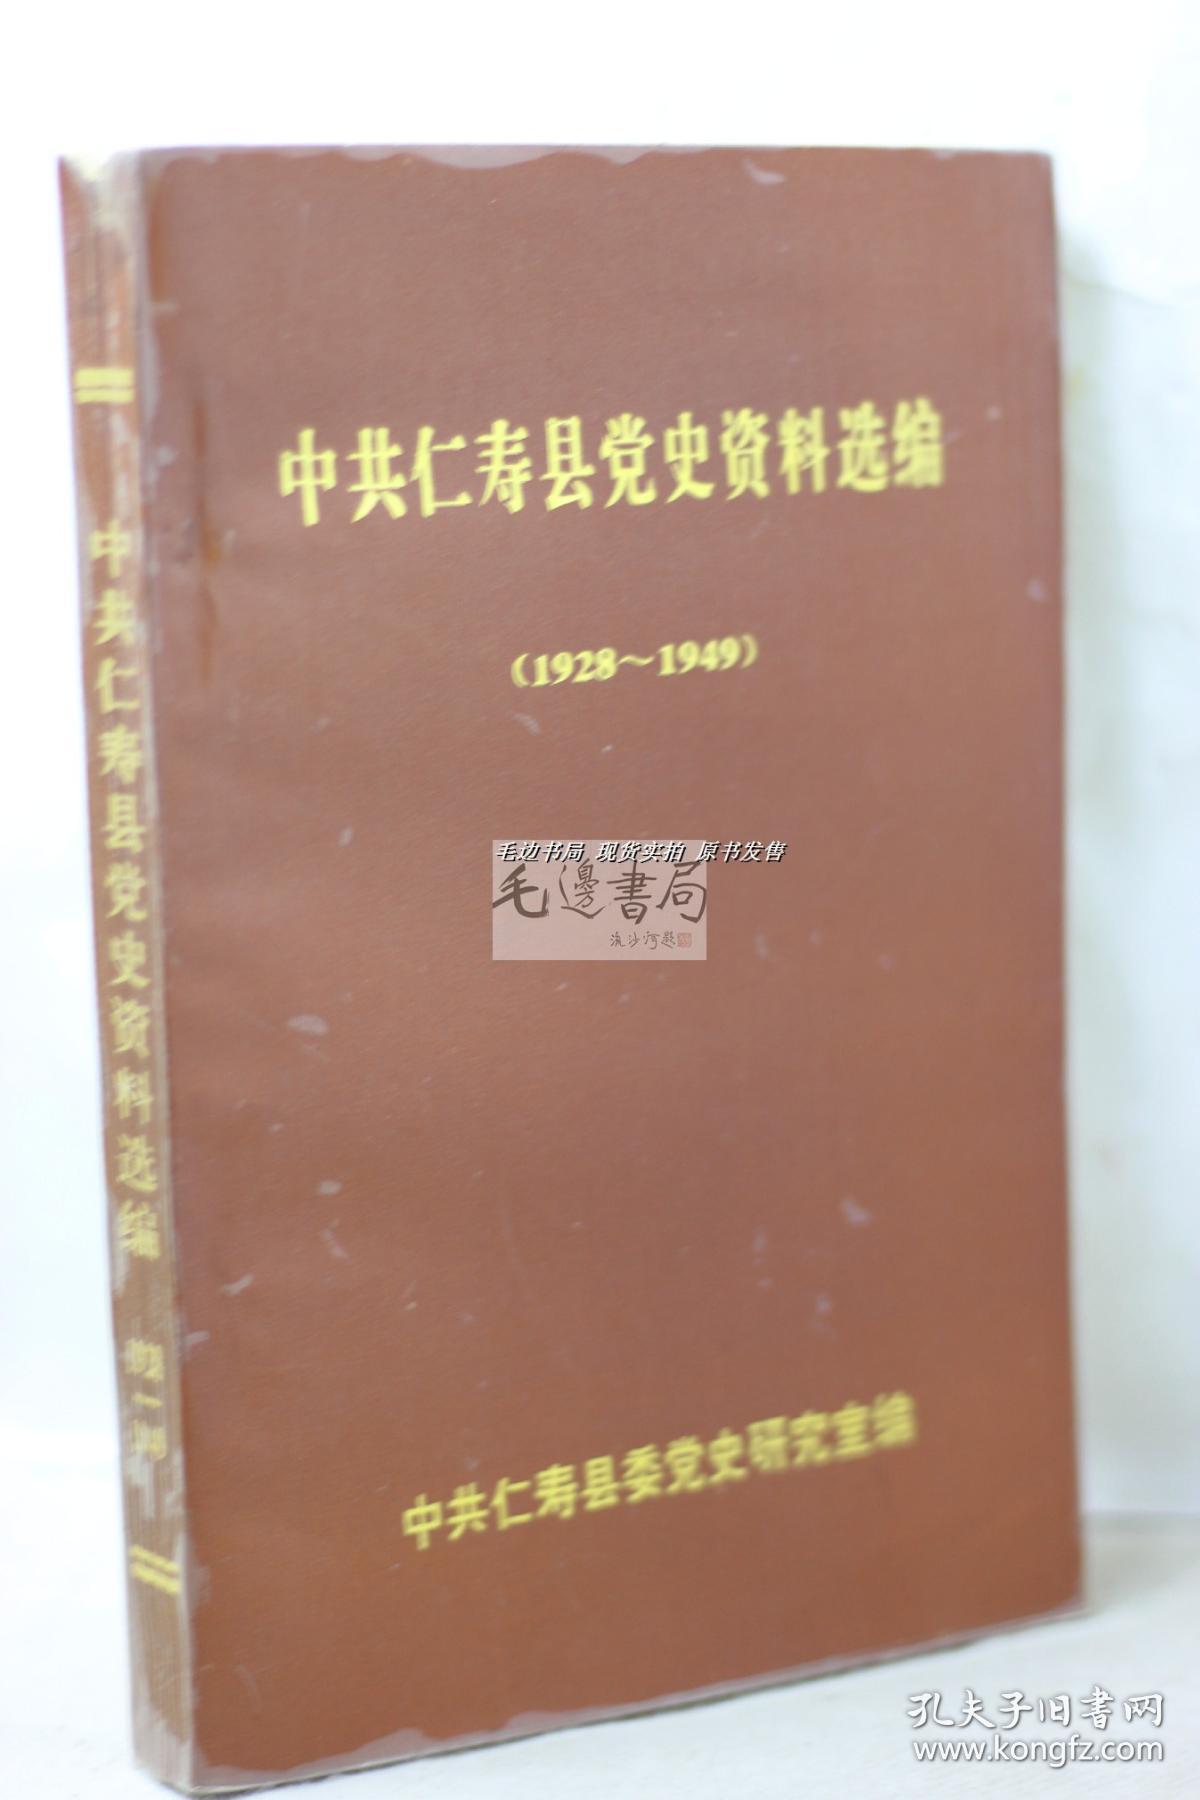 中共仁寿县党史资料选编
(1928～1949)
毛边书局 现货实拍 原书发售
毛邊書局
流沙河题
中共仁寿县委党史研究室编
中共仁寿县党史资料选编
孔夫子旧书网
www.kongfz.com